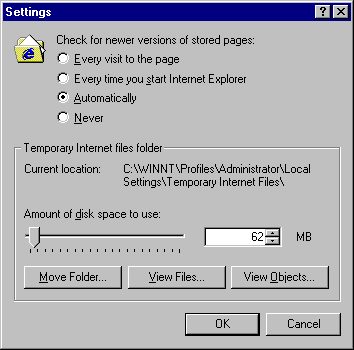 Settings
Check for newer versions of stored pages:
Every visit to the page
Every time you start Internet Explorer
Automatically
Never
Temporary Internet files folder
Current location: C:\WINNT\Profiles\Administrator\Local
Settings\Temporary Internet Files\
Amount of disk space to use:
62 MB
Move Folder... View Files... View Objects...
OK Cancel